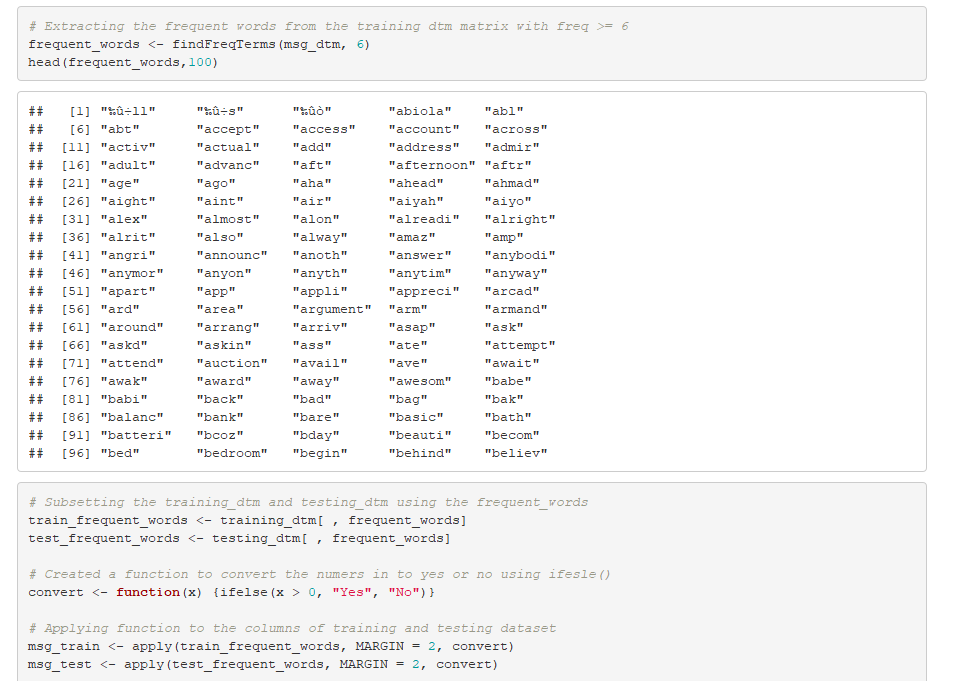 # Extracting the frequent words from the training dtm matrix with freq >= 6
frequent_words <- findFreqTerms(msg_dtm, 6)
head(frequent_words,100)
##   [1] "‰û÷ll"     "‰û÷s"      "‰ûò"       "abiola"    "abl"
##   [6] "abt"       "accept"    "access"    "account"   "across"
##  [11] "activ"     "actual"    "add"       "address"   "admir"
##  [16] "adult"     "advanc"    "aft"       "afternoon" "aftr"
##  [21] "age"       "ago"       "aha"       "ahead"     "ahmad"
##  [26] "aight"     "aint"      "air"       "aiyah"     "aiyo"
##  [31] "alex"      "almost"    "alon"      "alreadi"   "alright"
##  [36] "alrit"     "also"      "alway"     "amaz"      "amp"
##  [41] "angri"     "announc"   "anoth"     "answer"    "anybodi"
##  [46] "anymor"    "anyon"     "anyth"     "anytim"    "anyway"
##  [51] "apart"     "app"       "appli"     "appreci"   "arcad"
##  [56] "ard"       "area"      "argument"  "arm"       "armand"
##  [61] "around"    "arrang"    "arriv"     "asap"      "ask"
##  [66] "askd"      "askin"     "ass"       "ate"       "attempt"
##  [71] "attend"    "auction"   "avail"     "ave"       "await"
##  [76] "awak"      "award"     "away"      "awesom"    "babe"
##  [81] "babi"      "back"      "bad"       "bag"       "bak"
##  [86] "balanc"    "bank"      "bare"      "basic"     "bath"
##  [91] "batteri"   "bcoz"      "bday"      "beauti"    "becom"
##  [96] "bed"       "bedroom"   "begin"     "behind"    "believ"
# Subsetting the training_dtm and testing_dtm using the frequent_words
train_frequent_words <- training_dtm[ , frequent_words]
test_frequent_words <- testing_dtm[ , frequent_words]
# Created a function to convert the numers in to yes or no using ifesle()
convert <- function(x) {ifelse(x > 0, "Yes", "No")}
# Applying function to the columns of training and testing dataset
msg_train <- apply(train_frequent_words, MARGIN = 2, convert)
msg_test <- apply(test_frequent_words, MARGIN = 2, convert)